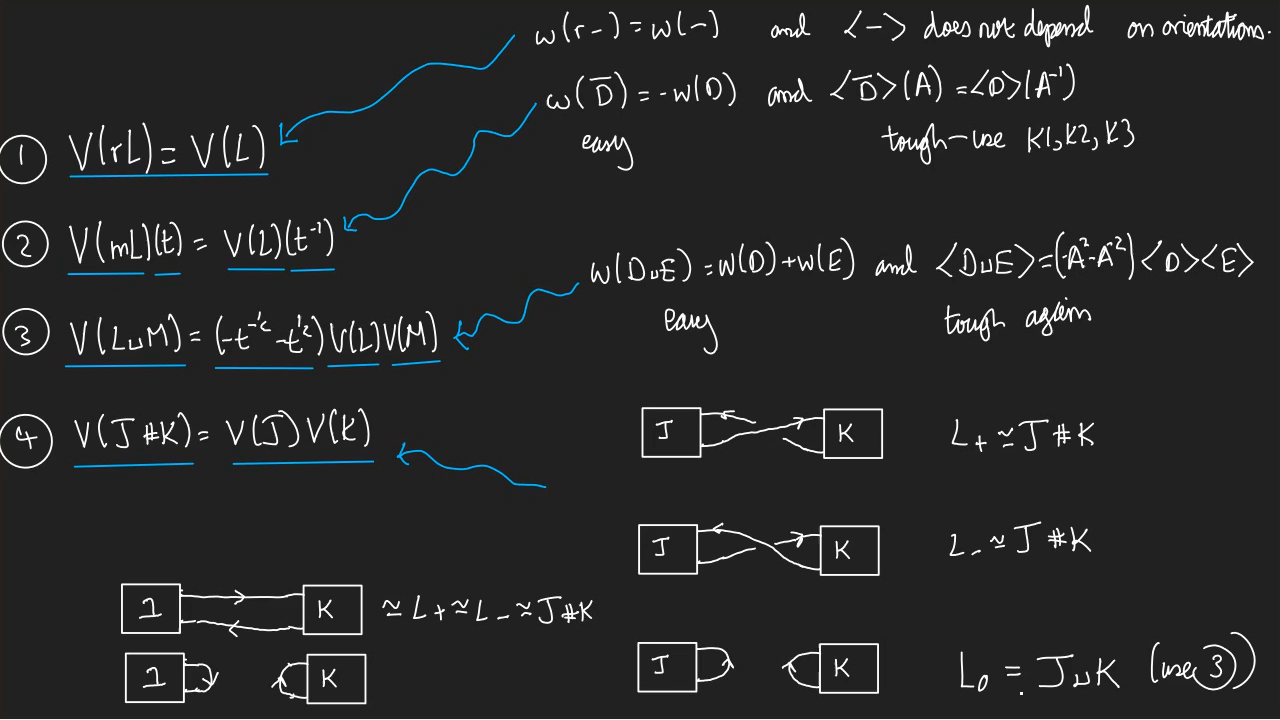 w(r-) = w(-) and <-> does not depend on orientations.
w(D̅) = -w(D) and <D̅>(A) = <D>(A⁻¹)
easy tough - use K1, K2, K3
① V(rL) = V(L)
② V(mL)(t) = V(L)(t⁻¹)
w(D⊔E) = w(D)+w(E) and <D⊔E> = (-A²-A⁻²)<D><E>
easy tough again
③ V(L⊔M) = (-t^{-1/2} - t^{1/2}) V(L) V(M)
④ V(J#K) = V(J) V(K)
J K L₊ ≃ J#K
J K L₋ ≃ J#K
J K ≃ L₊ ≃ L₋ ≃ J#K
J K
J K L₀ = J⊔K (use ③)